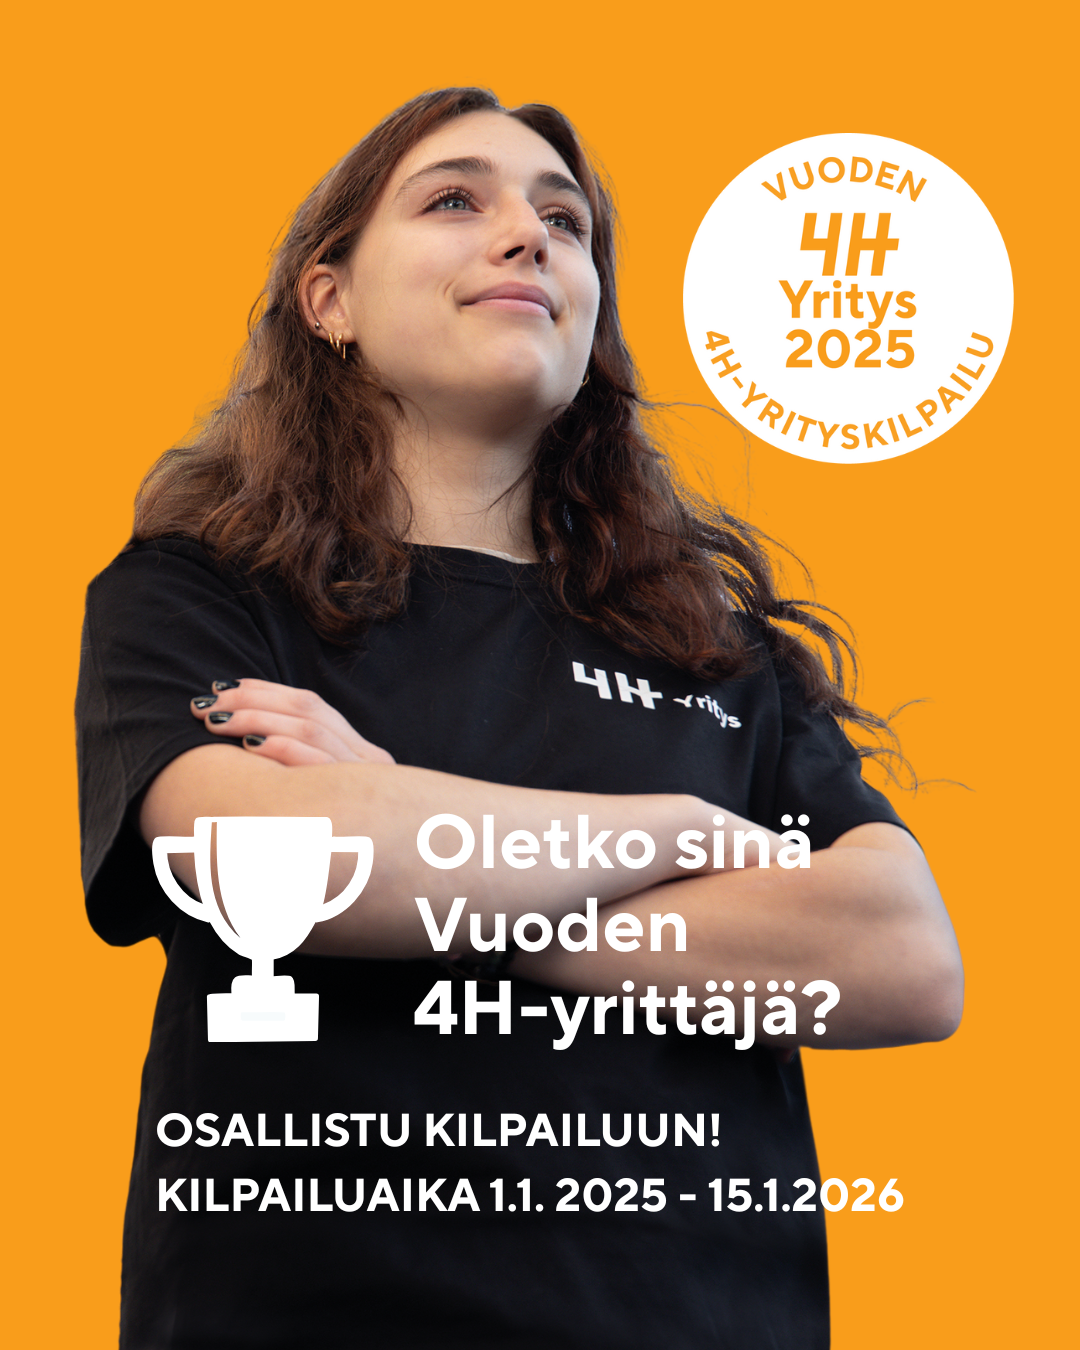 VUODEN
4H
Yritys
2025
4H-YRITYSKILPAILU
4H Yritys
Oletko sinä
Vuoden
4H-yrittäjä?
OSALLISTU KILPAILUUN!
KILPAILUAIKA 1.1. 2025 - 15.1.2026